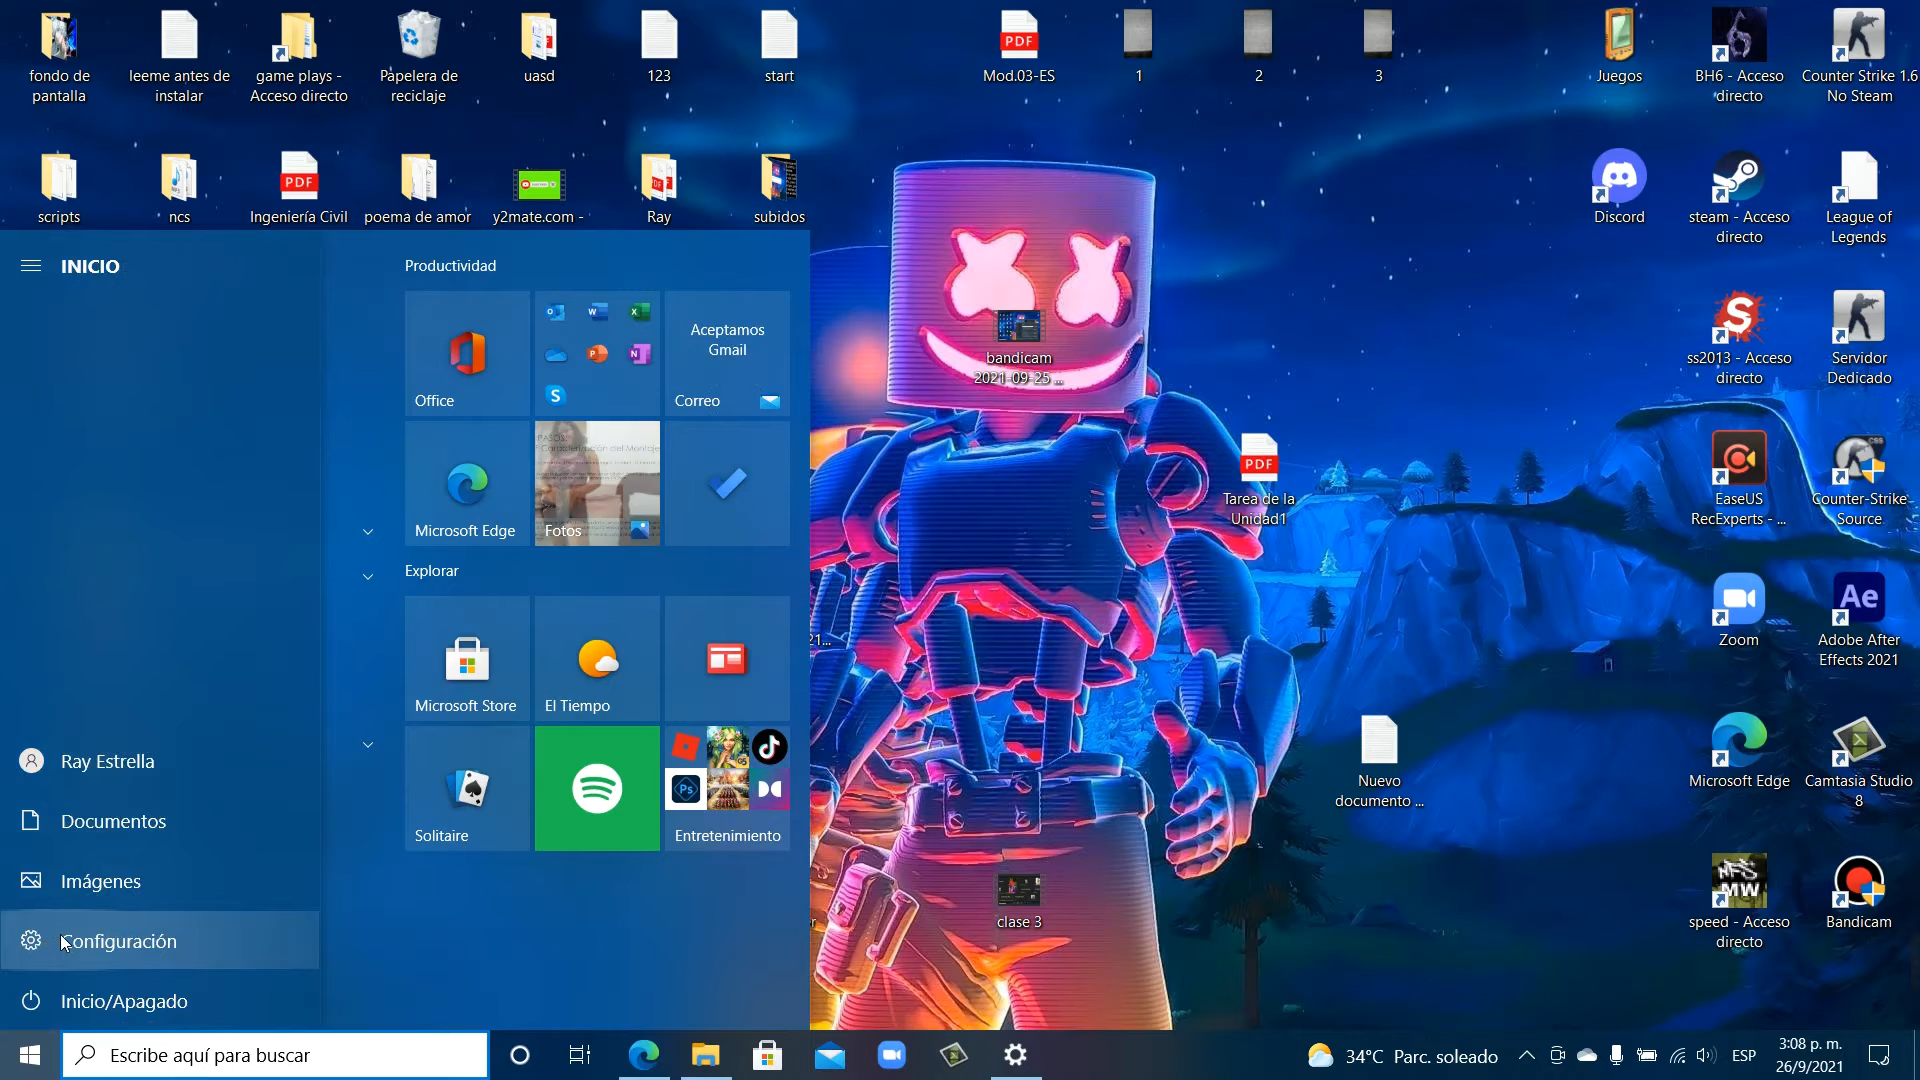 fondo de
pantalla
leeme antes de
instalar
game plays -
Acceso directo
Papelera de
reciclaje
uasd
123
start
Mod.03-ES
1
2
3
Juegos
BH6 - Acceso
directo
Counter Strike 1.6
No Steam
scripts
ncs
Ingeniería Civil
poema de amor
y2mate.com -
Ray
subidos
Discord
steam - Acceso
directo
League of
Legends
INICIO
Productividad
Office
Aceptamos
Gmail
Correo
Microsoft Edge
Fotos
Explorar
Microsoft Store
El Tiempo
Solitaire
Entretenimiento
Ray Estrella
Documentos
Imágenes
Configuración
Inicio/Apagado
bandicam
2021-09-25 ...
ss2013 - Acceso
directo
Servidor
Dedicado
PDF
Tarea de la
Unidad1
EaseUS
RecExperts - ...
Counter-Strike
Source
Zoom
Adobe After
Effects 2021
21...
Nuevo
documento ...
Microsoft Edge
Camtasia Studio
8
clase 3
speed - Acceso
directo
Bandicam
Escribe aquí para buscar
34°C Parc. soleado
ESP
3:08 p. m.
26/9/2021